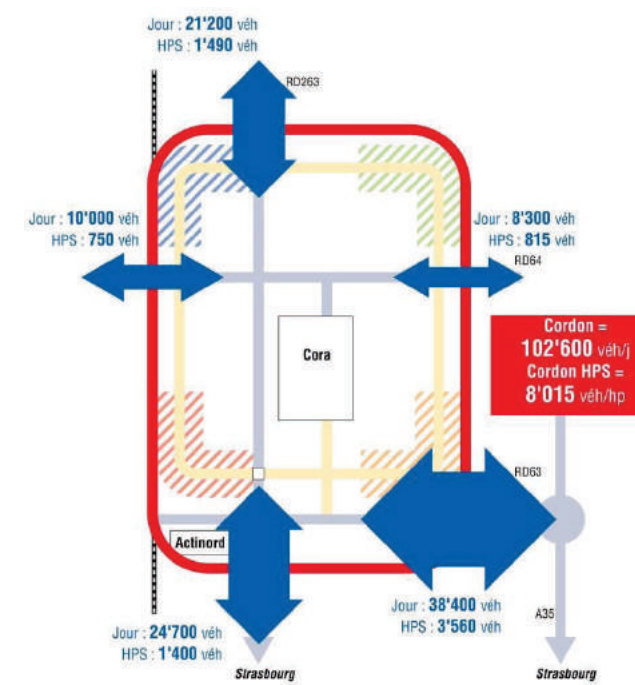 Jour : 21'200 véh
HPS : 1'490 véh
RD263
Jour : 10'000 véh
HPS : 750 véh
Jour : 8'300 véh
HPS : 815 véh
RD64
Cora
Cordon =
102'600 véh/j
Cordon HPS =
8'015 véh/hp
RD63
Actinord
Jour : 38'400 véh
HPS : 3'560 véh
A35
Jour : 24'700 véh
HPS : 1'400 véh
Strasbourg
Strasbourg